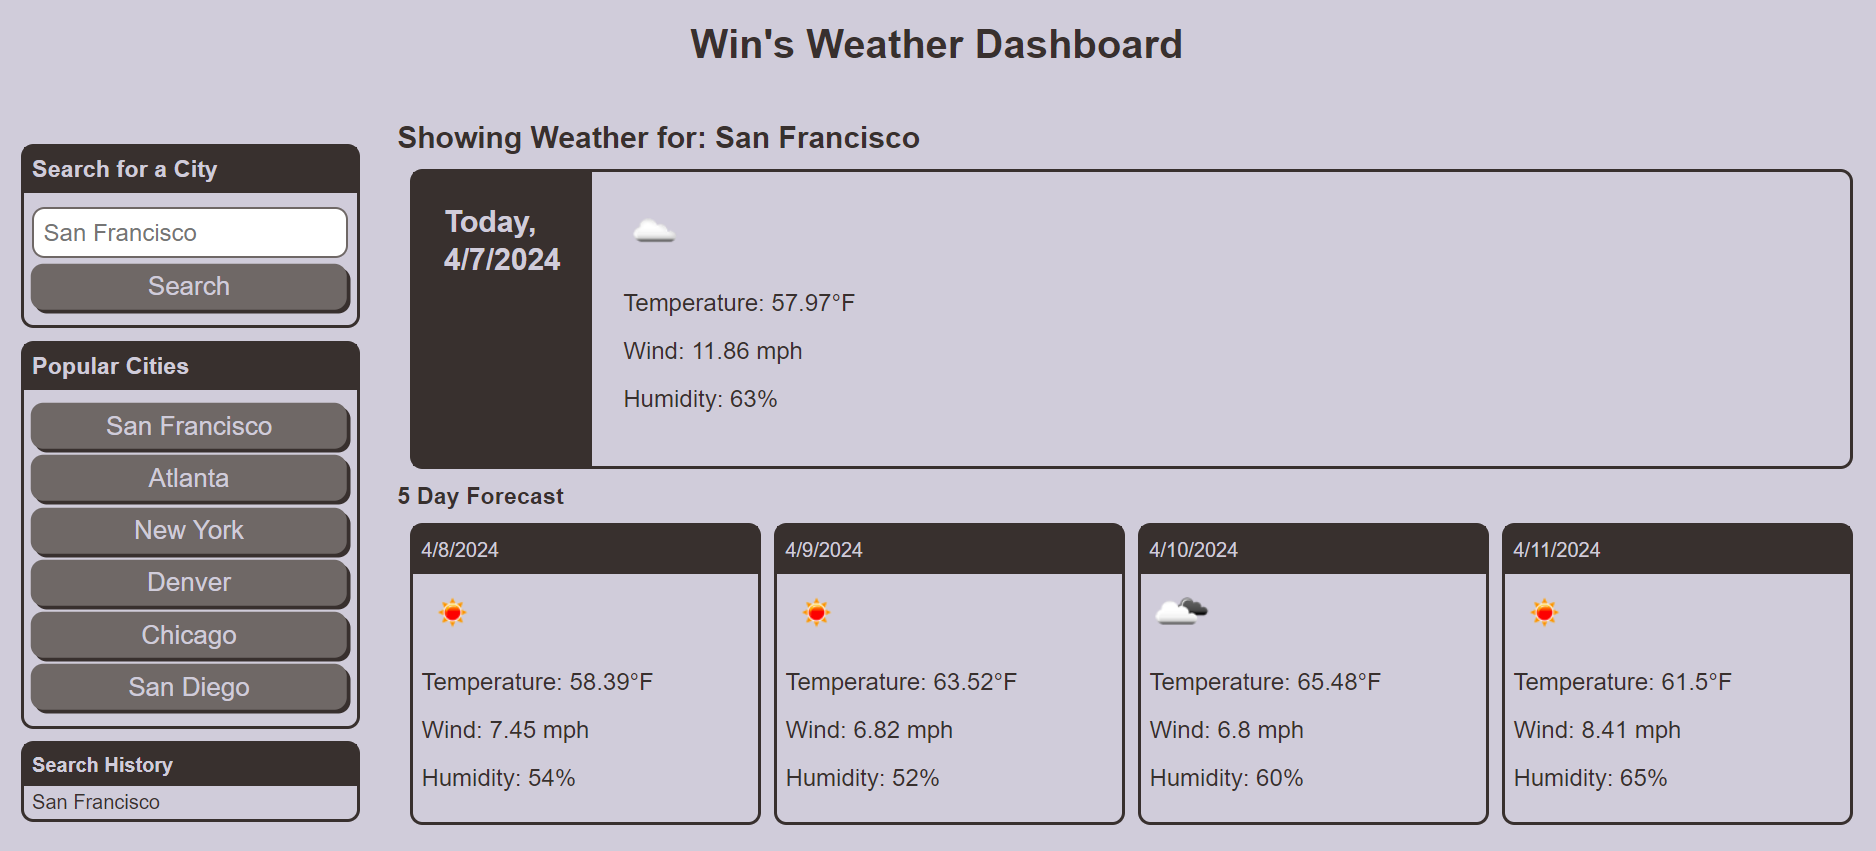 Win's Weather Dashboard
Search for a City
San Francisco
Search
Popular Cities
San Francisco
Atlanta
New York
Denver
Chicago
San Diego
Search History
San Francisco
Showing Weather for: San Francisco
Today,
4/7/2024
Temperature: 57.97°F
Wind: 11.86 mph
Humidity: 63%
5 Day Forecast
4/8/2024
Temperature: 58.39°F
Wind: 7.45 mph
Humidity: 54%
4/9/2024
Temperature: 63.52°F
Wind: 6.82 mph
Humidity: 52%
4/10/2024
Temperature: 65.48°F
Wind: 6.8 mph
Humidity: 60%
4/11/2024
Temperature: 61.5°F
Wind: 8.41 mph
Humidity: 65%